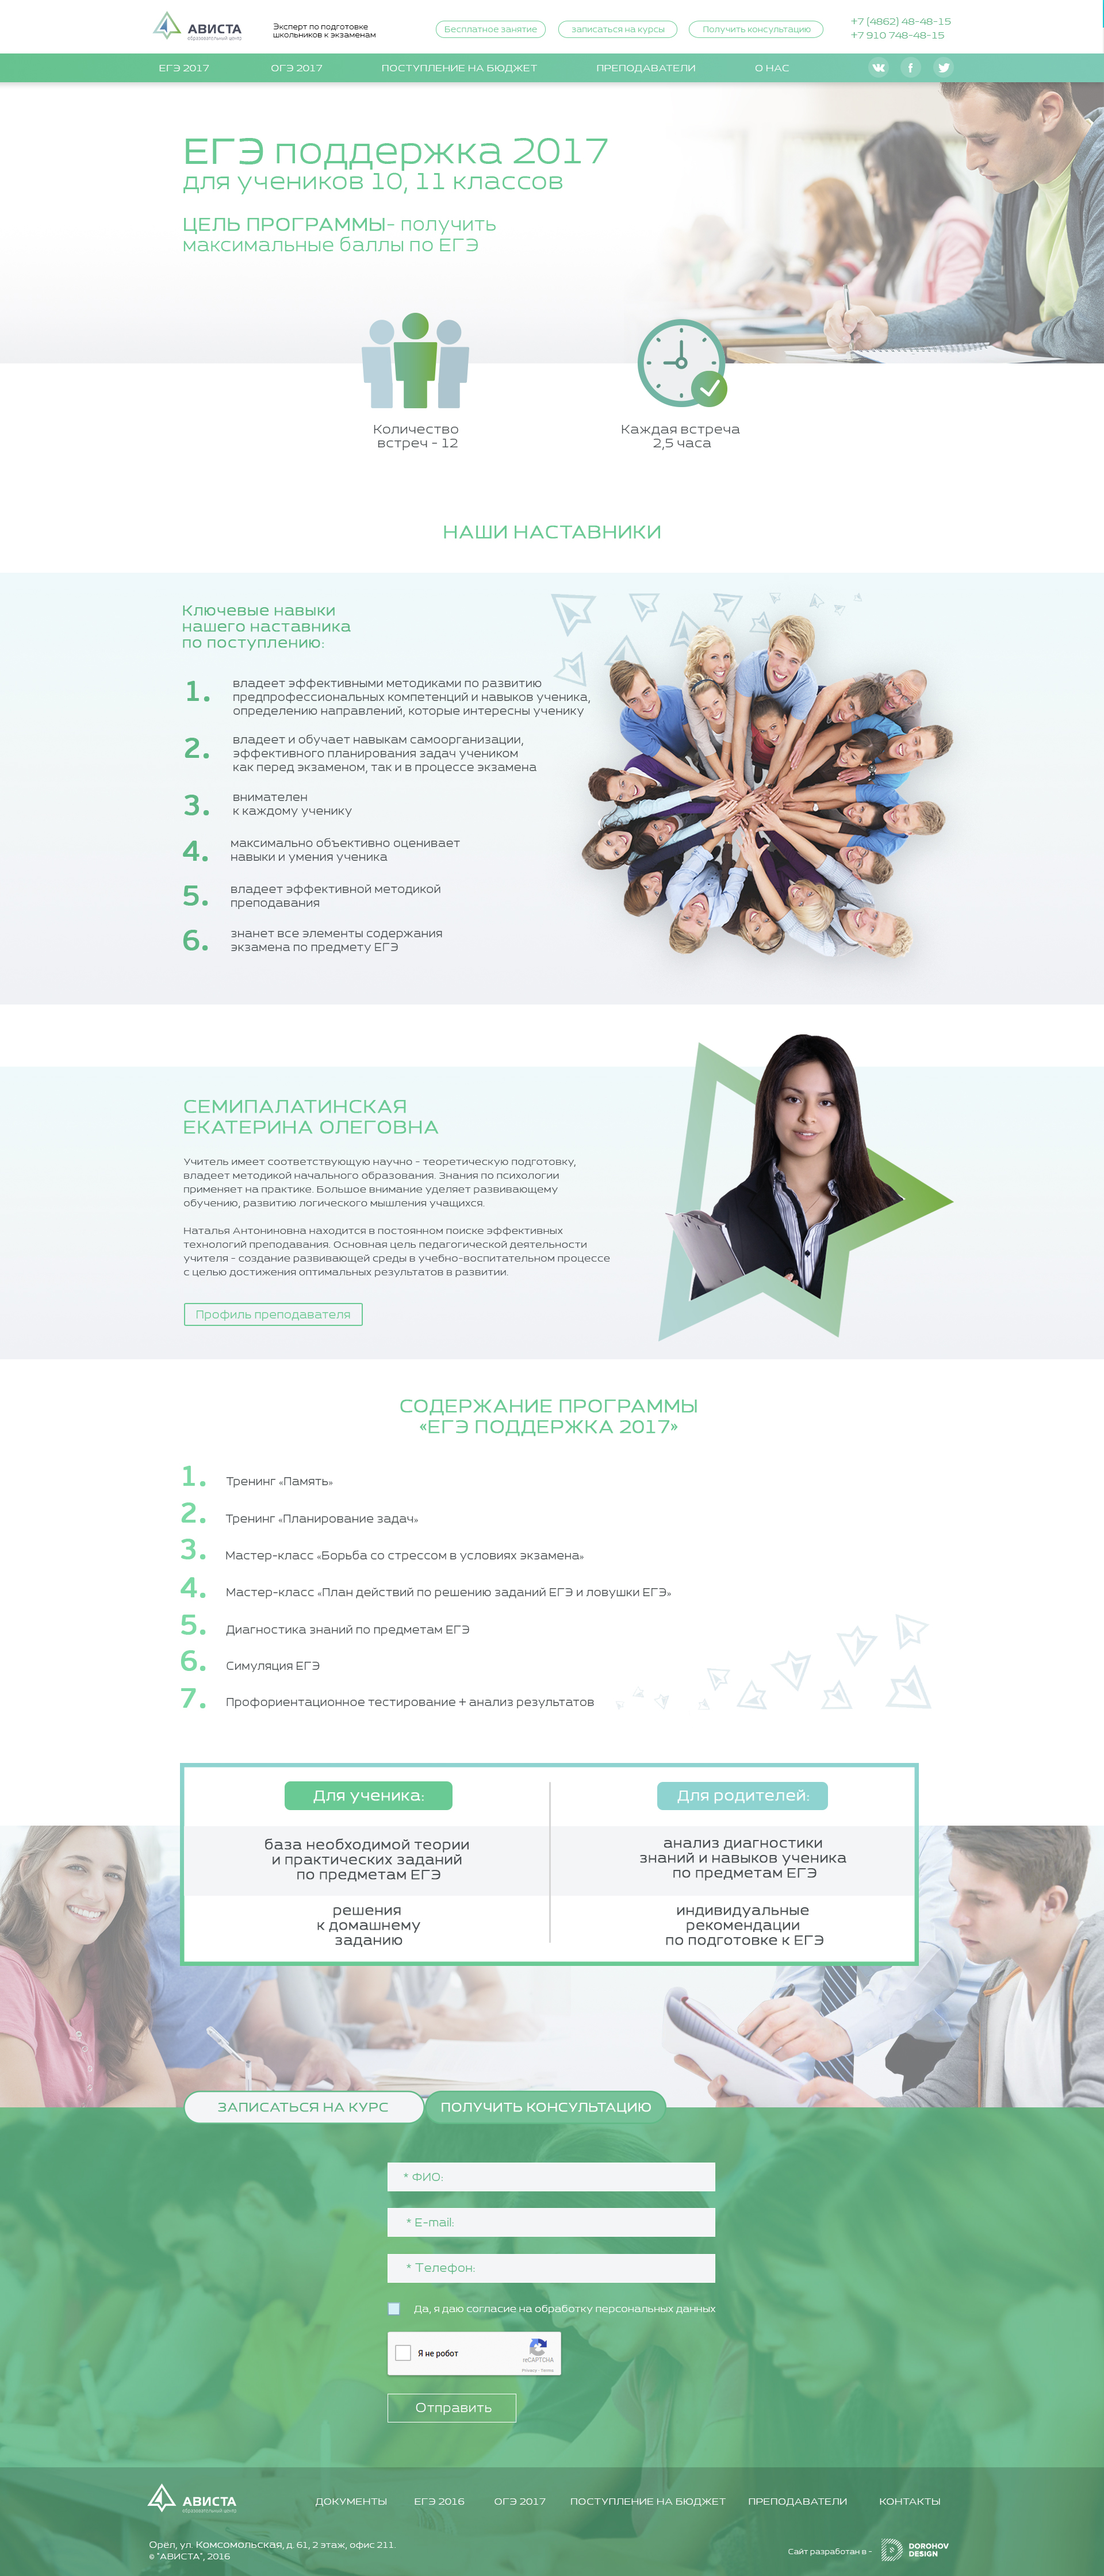 АВИСТА
образовательный центр
Эксперт по подготовке
школьников к экзаменам
Бесплатное занятие
записаться на курсы
Получить консультацию
+7 (4862) 48-48-15
+7 910 748-48-15
ЕГЭ 2017
ОГЭ 2017
ПОСТУПЛЕНИЕ НА БЮДЖЕТ
ПРЕПОДАВАТЕЛИ
О НАС
ЕГЭ поддержка 2017
для учеников 10, 11 классов
ЦЕЛЬ ПРОГРАММЫ- получить
максимальные баллы по ЕГЭ
Количество
встреч - 12
Каждая встреча
2,5 часа
НАШИ НАСТАВНИКИ
Ключевые навыки
нашего наставника
по поступлению:
1. владеет эффективными методиками по развитию
предпрофессиональных компетенций и навыков ученика,
определению направлений, которые интересны ученику
2. владеет и обучает навыкам самоорганизации,
эффективного планирования задач учеником
как перед экзаменом, так и в процессе экзамена
3. внимателен
к каждому ученику
4. максимально объективно оценивает
навыки и умения ученика
5. владеет эффективной методикой
преподавания
6. знанет все элементы содержания
экзамена по предмету ЕГЭ
СЕМИПАЛАТИНСКАЯ
ЕКАТЕРИНА ОЛЕГОВНА
Учитель имеет соответствующую научно - теоретическую подготовку,
владеет методикой начального образования. Знания по психологии
применяет на практике. Большое внимание уделяет развивающему
обучению, развитию логического мышления учащихся.
Наталья Антониновна находится в постоянном поиске эффективных
технологий преподавания. Основная цель педагогической деятельности
учителя - создание развивающей среды в учебно-воспитательном процессе
с целью достижения оптимальных результатов в развитии.
Профиль преподавателя
СОДЕРЖАНИЕ ПРОГРАММЫ
«ЕГЭ ПОДДЕРЖКА 2017»
1. Тренинг «Память»
2. Тренинг «Планирование задач»
3. Мастер-класс «Борьба со стрессом в условиях экзамена»
4. Мастер-класс «План действий по решению заданий ЕГЭ и ловушки ЕГЭ»
5. Диагностика знаний по предметам ЕГЭ
6. Симуляция ЕГЭ
7. Профориентационное тестирование + анализ результатов
Для ученика:
база необходимой теории
и практических заданий
по предметам ЕГЭ
решения
к домашнему
заданию
Для родителей:
анализ диагностики
знаний и навыков ученика
по предметам ЕГЭ
индивидуальные
рекомендации
по подготовке к ЕГЭ
ЗАПИСАТЬСЯ НА КУРС
ПОЛУЧИТЬ КОНСУЛЬТАЦИЮ
* ФИО:
* E-mail:
* Телефон:
Да, я даю согласие на обработку персональных данных
Я не робот
reCAPTCHA
Privacy - Terms
Отправить
АВИСТА
образовательный центр
ДОКУМЕНТЫ
ЕГЭ 2016
ОГЭ 2017
ПОСТУПЛЕНИЕ НА БЮДЖЕТ
ПРЕПОДАВАТЕЛИ
КОНТАКТЫ
Орёл, ул. Комсомольская, д. 61, 2 этаж, офис 211.
© "АВИСТА", 2016
Сайт разработан в -
DOROHOV
DESIGN